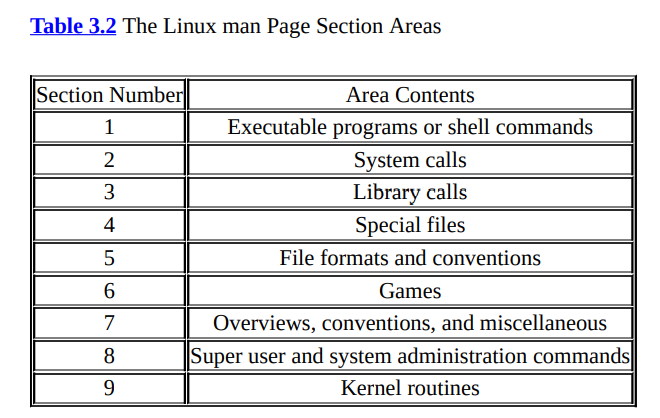 Table 3.2 The Linux man Page Section Areas
Section Number Area Contents
1 Executable programs or shell commands
2 System calls
3 Library calls
4 Special files
5 File formats and conventions
6 Games
7 Overviews, conventions, and miscellaneous
8 Super user and system administration commands
9 Kernel routines